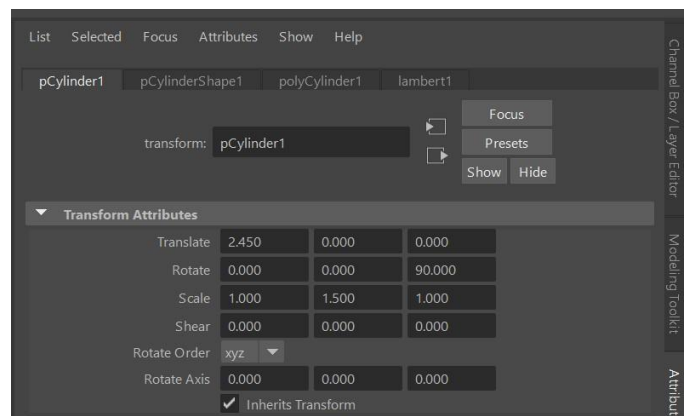 List Selected Focus Attributes Show Help
pCylinder1 pCylinderShape1 polyCylinder1 lambert1
Focus
transform: pCylinder1 Presets
Show Hide
Transform Attributes
Translate 2.450 0.000 0.000
Rotate 0.000 0.000 90.000
Scale 1.000 1.500 1.000
Shear 0.000 0.000 0.000
Rotate Order xyz
Rotate Axis 0.000 0.000 0.000
Inherits Transform
Channel Box / Layer Editor
Modeling Toolkit
Attribut